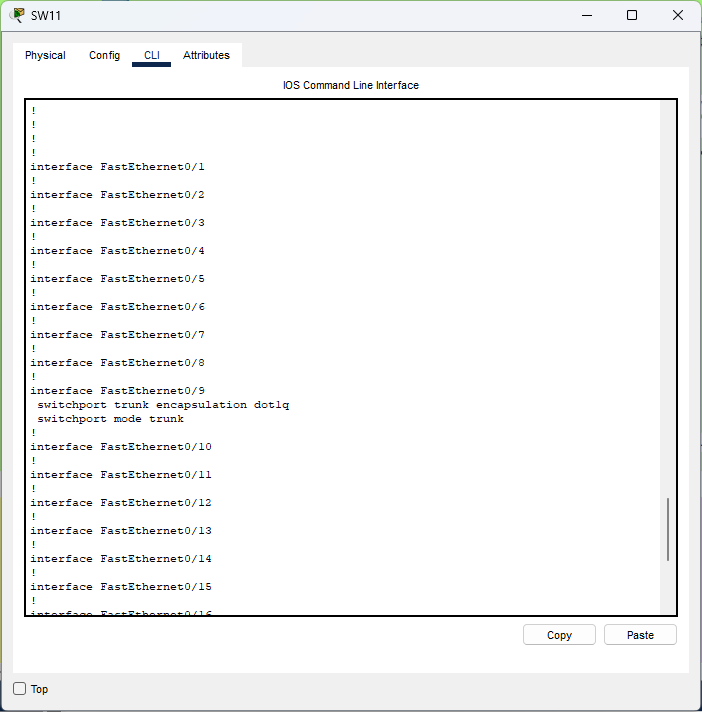 SW11
Physical Config CLI Attributes
IOS Command Line Interface
!
!
!
!
interface FastEthernet0/1
!
interface FastEthernet0/2
!
interface FastEthernet0/3
!
interface FastEthernet0/4
!
interface FastEthernet0/5
!
interface FastEthernet0/6
!
interface FastEthernet0/7
!
interface FastEthernet0/8
!
interface FastEthernet0/9
 switchport trunk encapsulation dot1q
 switchport mode trunk
!
interface FastEthernet0/10
!
interface FastEthernet0/11
!
interface FastEthernet0/12
!
interface FastEthernet0/13
!
interface FastEthernet0/14
!
interface FastEthernet0/15
!
interface FastEthernet0/16
Copy Paste
Top